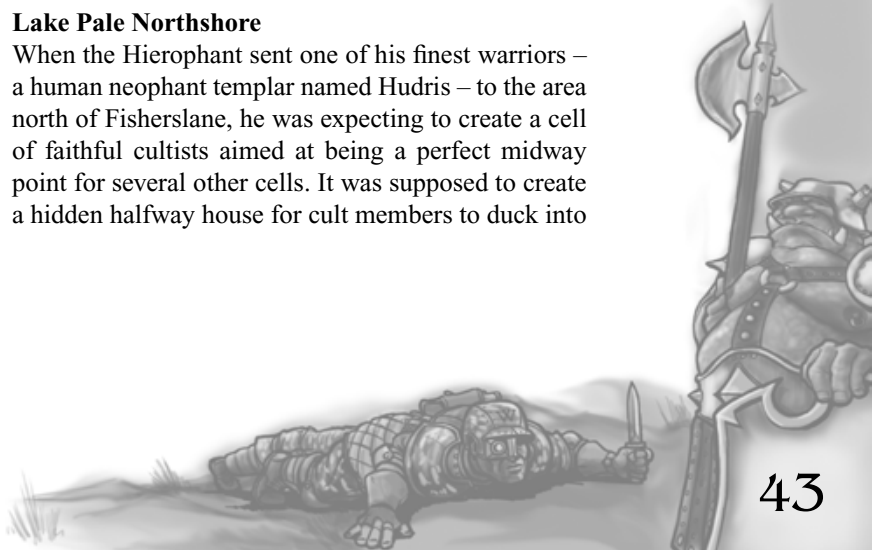 Lake Pale Northshore
When the Hierophant sent one of his finest warriors –
a human neophant templar named Hudris – to the area
north of Fisherslane, he was expecting to create a cell
of faithful cultists aimed at being a perfect midway
point for several other cells. It was supposed to create
a hidden halfway house for cult members to duck into
43